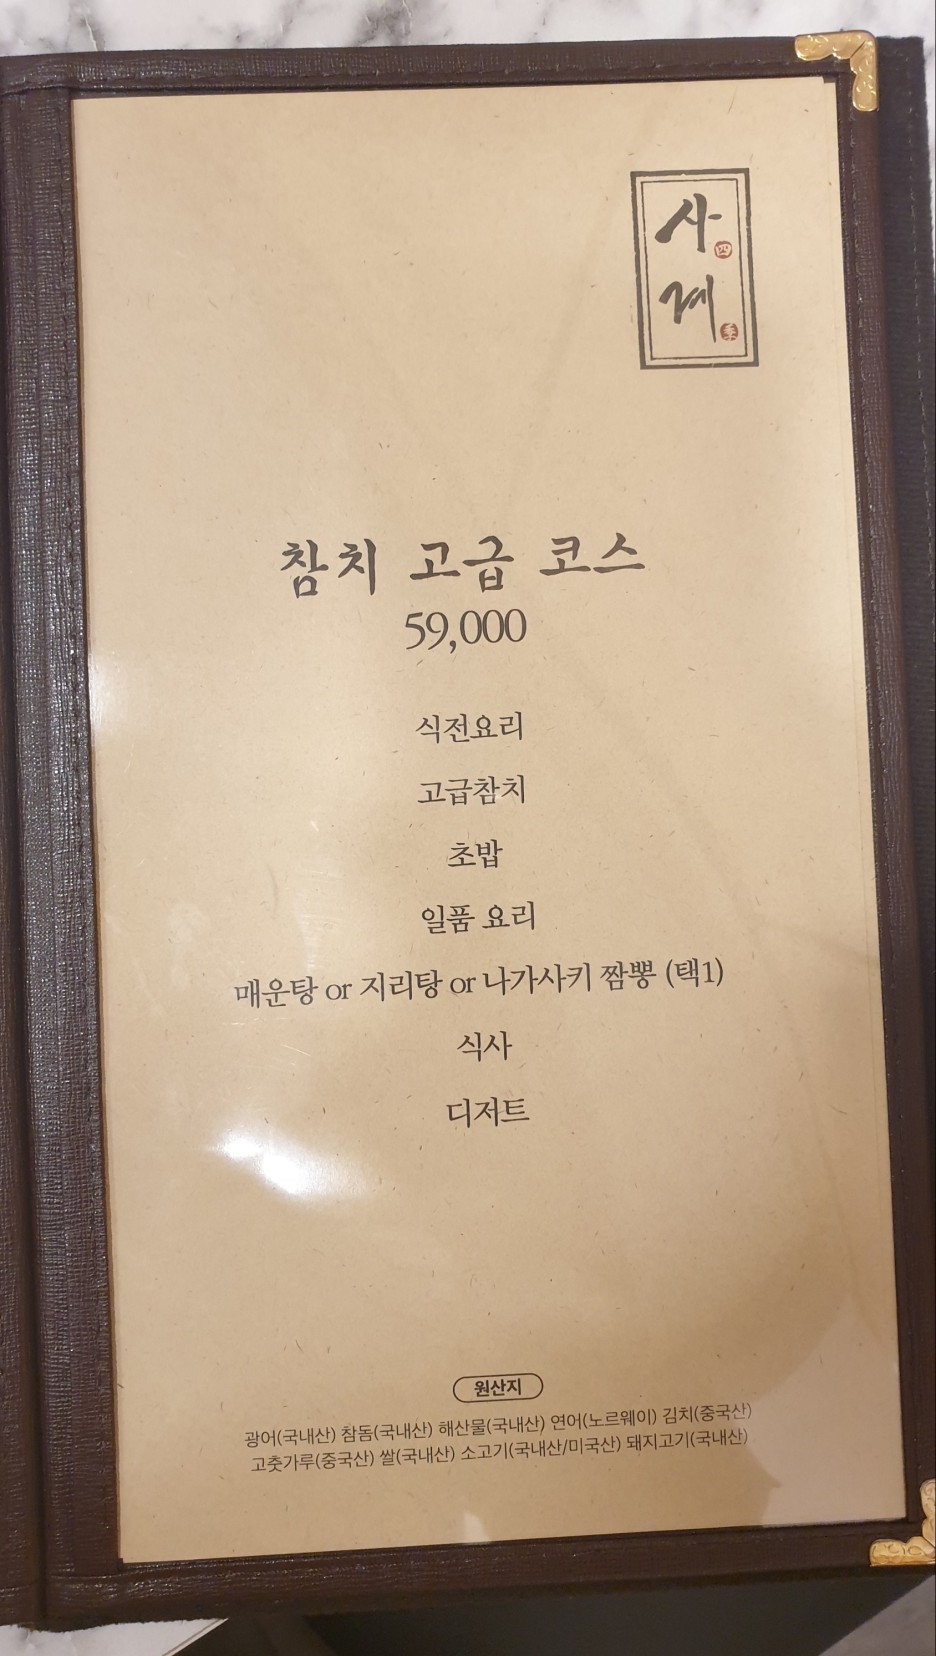 사계
四
季
참치 고급 코스
59,000
식전요리
고급참치
초밥
일품 요리
매운탕 or 지리탕 or 나가사키 짬뽕 (택1)
식사
디저트
원산지
광어(국내산) 참돔(국내산) 해산물(국내산) 연어(노르웨이) 김치(중국산)
고춧가루(중국산) 쌀(국내산) 소고기(국내산/미국산) 돼지고기(국내산)